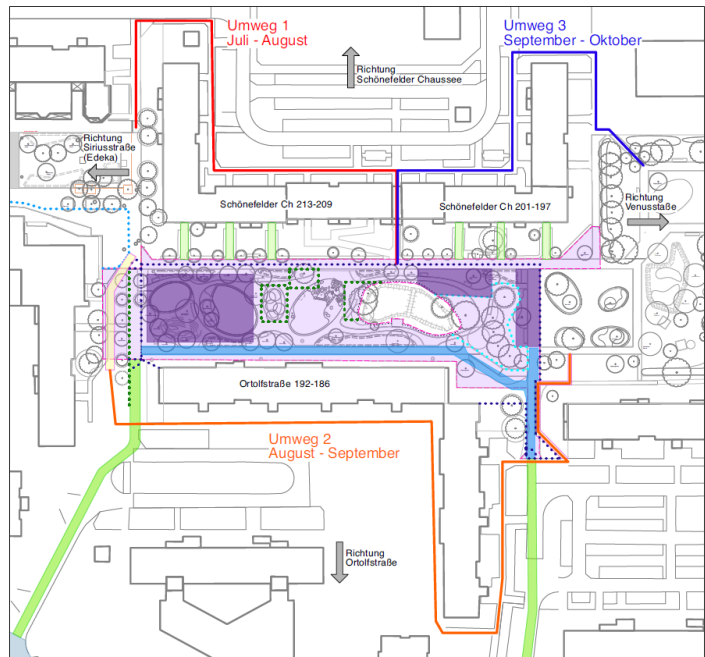 Umweg 1
Juli - August
Umweg 3
September - Oktober
Richtung
Schönefelder Chaussee
Richtung
Siriusstraße
(Edeka)
Schönefelder Ch 213-209
Schönefelder Ch 201-197
Richtung
Venusstaße
Ortolfstraße 192-186
Umweg 2
August - September
Richtung
Ortolfstraße